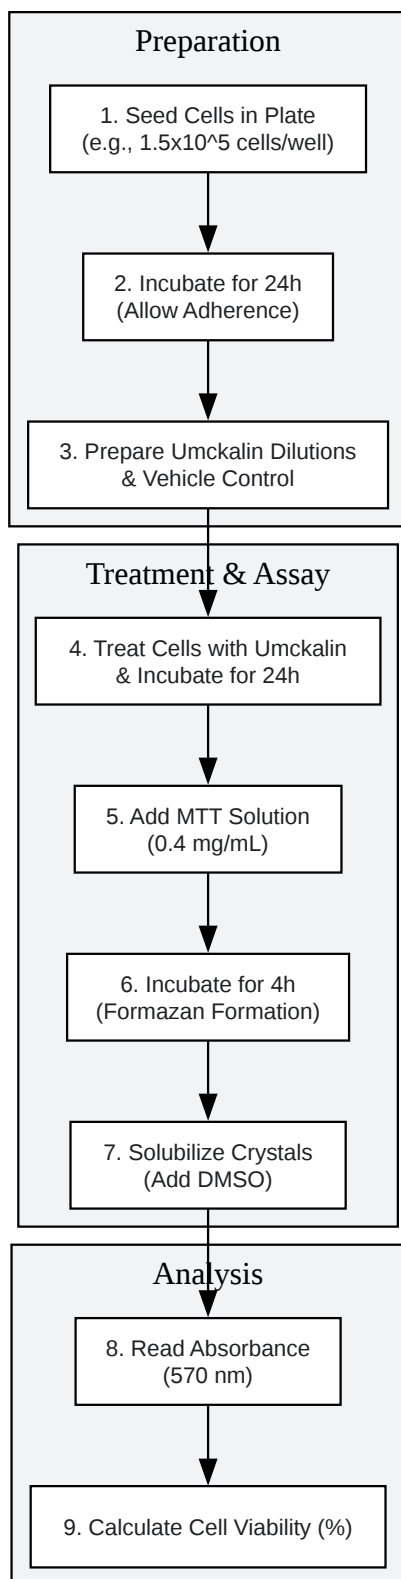 Preparation
1. Seed Cells in Plate
(e.g., 1.5x10^5 cells/well)
2. Incubate for 24h
(Allow Adherence)
3. Prepare Umckalin Dilutions
& Vehicle Control
Treatment & Assay
4. Treat Cells with Umckalin
& Incubate for 24h
5. Add MTT Solution
(0.4 mg/mL)
6. Incubate for 4h
(Formazan Formation)
7. Solubilize Crystals
(Add DMSO)
Analysis
8. Read Absorbance
(570 nm)
9. Calculate Cell Viability (%)